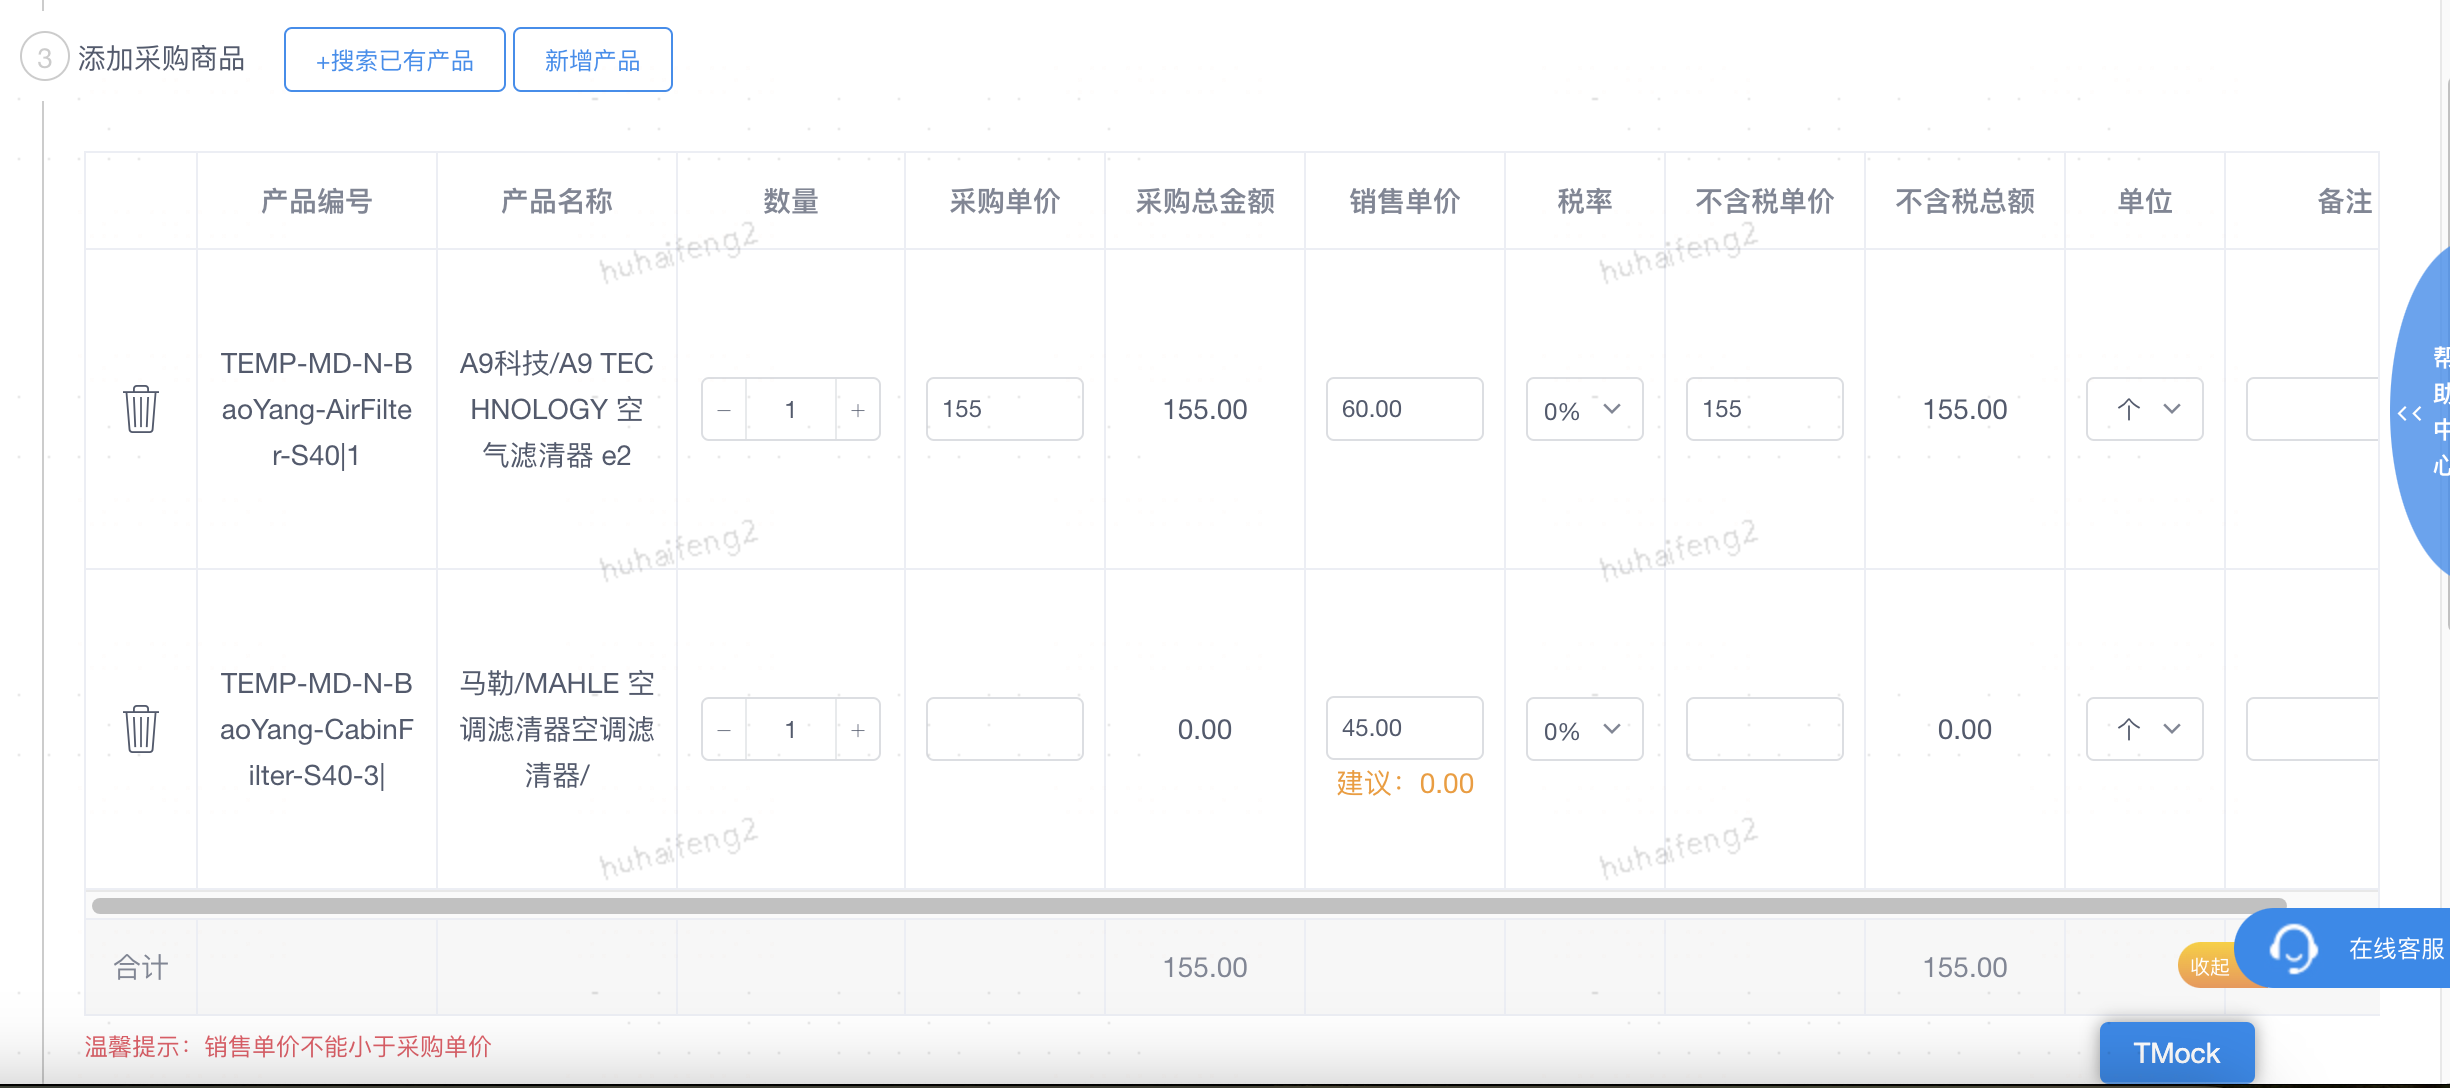 3 添加采购商品 +搜索已有产品 新增产品
产品编号 产品名称 数量 采购单价 采购总金额 销售单价 税率 不含税单价 不含税总额 单位 备注
huhaifeng2 huhaifeng2
TEMP-MD-N-B
aoYang-AirFilte
r-S40|1
A9科技/A9 TEC
HNOLOGY 空
气滤清器 e2
− 1 + 155 155.00 60.00 0% 155 155.00 个
huhaifeng2 huhaifeng2
TEMP-MD-N-B
aoYang-CabinF
ilter-S40-3|
马勒/MAHLE 空
调滤清器空调滤
清器/
− 1 + 0.00 45.00 0% 0.00 个
建议：0.00
huhaifeng2 huhaifeng2
合计 155.00 155.00
温馨提示：销售单价不能小于采购单价
<<
帮
助
中
心
收起 在线客服
TMock